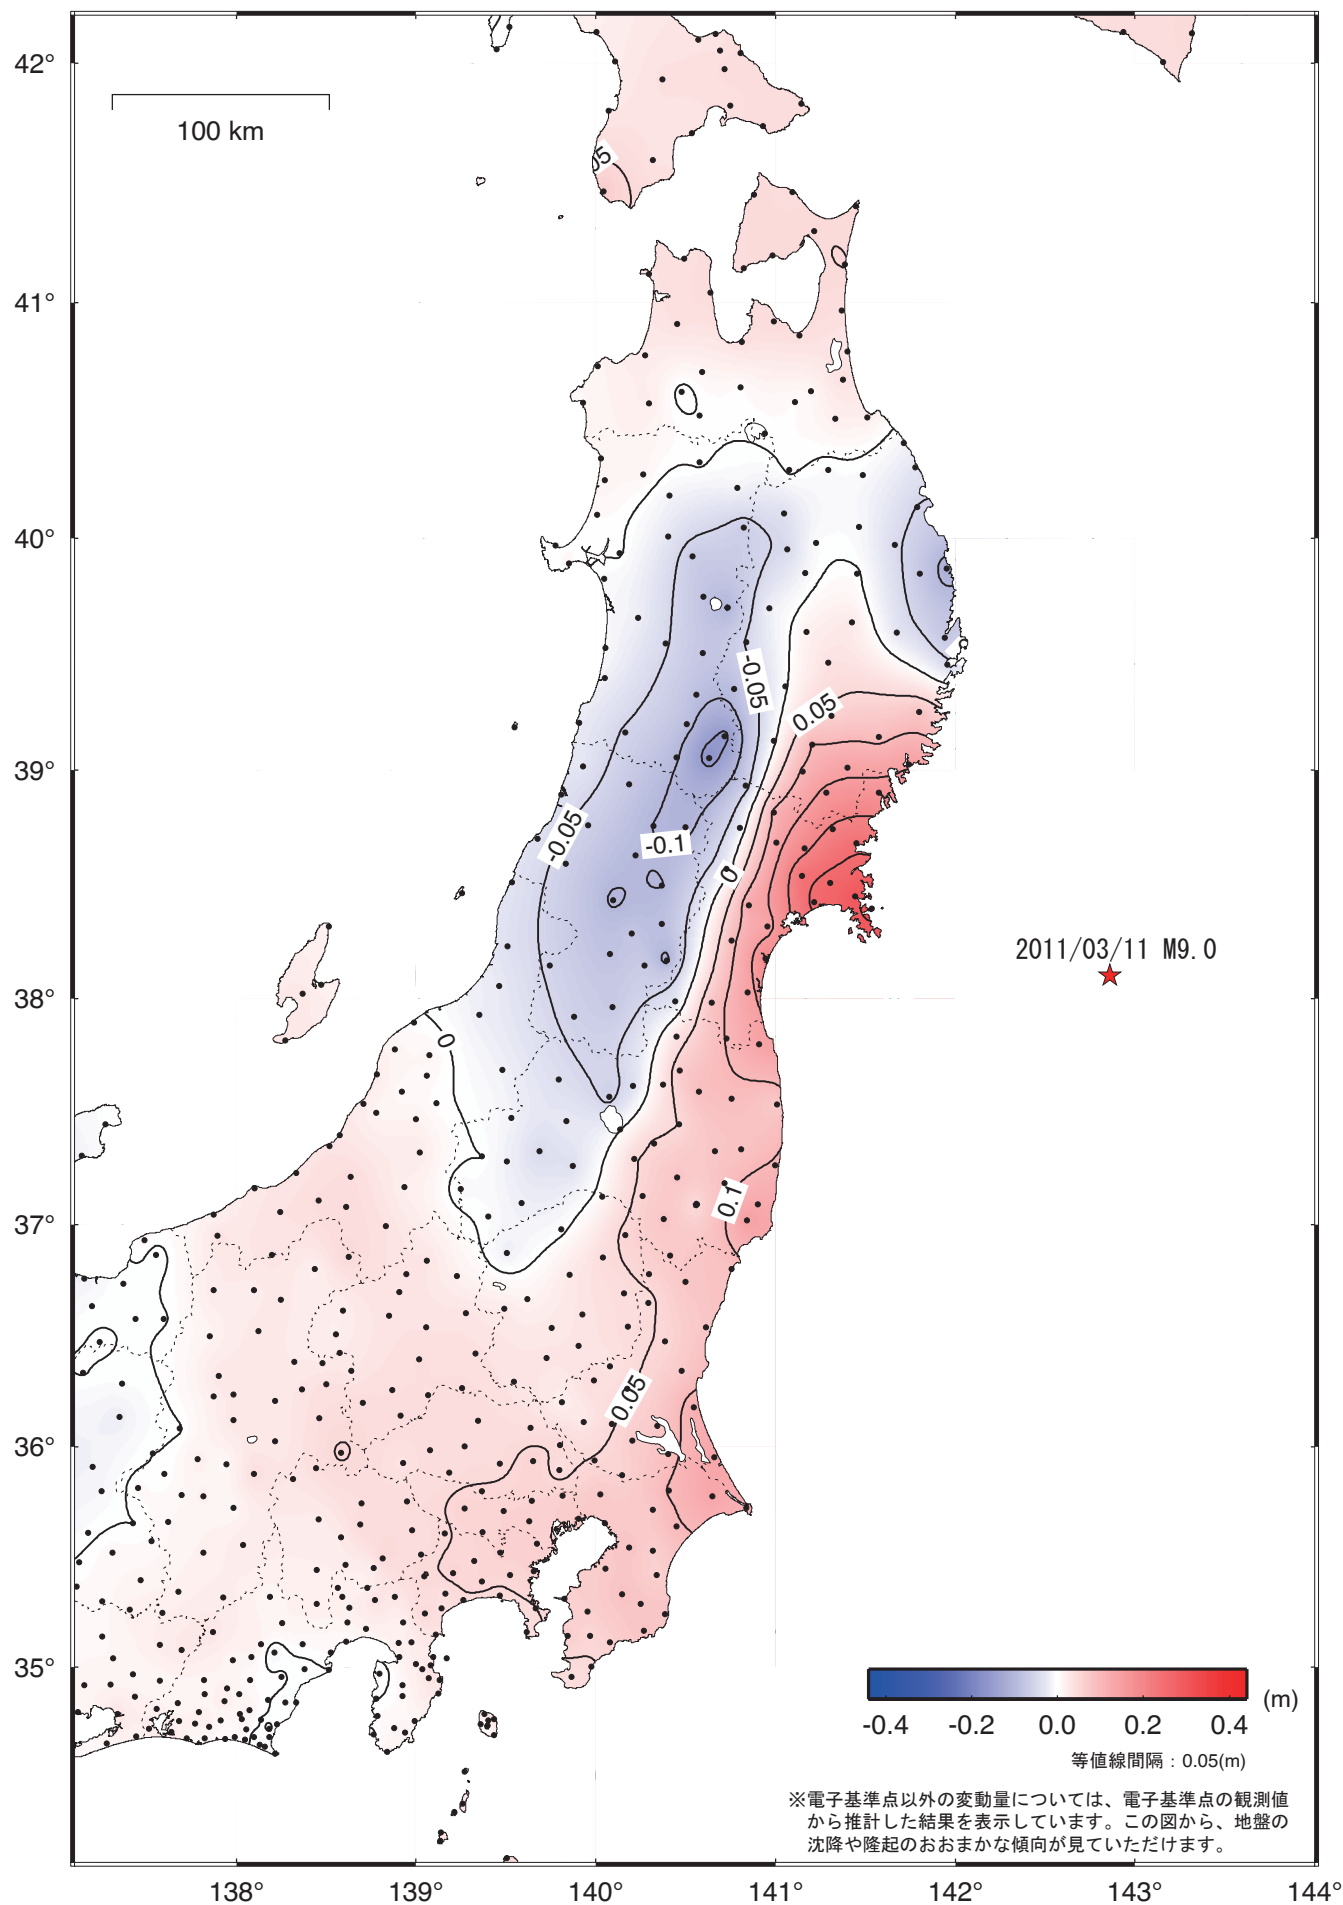 42°
100 km
05
41°
40°
-0.05
0.05
39°
-0.05
-0.1
0
2011/03/11 M9.0
38°
0
0.1
37°
0.05
36°
35°
(m)
-0.4 -0.2 0.0 0.2 0.4
等値線間隔：0.05(m)
※電子基準点以外の変動量については、電子基準点の観測値
から推計した結果を表示しています。この図から、地盤の
沈降や隆起のおおまかな傾向が見ていただけます。
138° 139° 140° 141° 142° 143° 144°